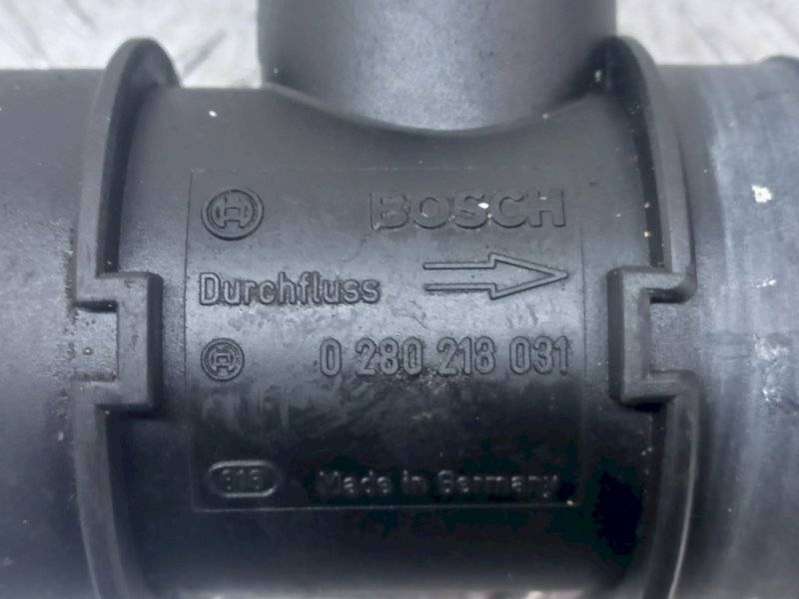 BOSCH
Durchfluss
0 280 218 031
Made in Germany